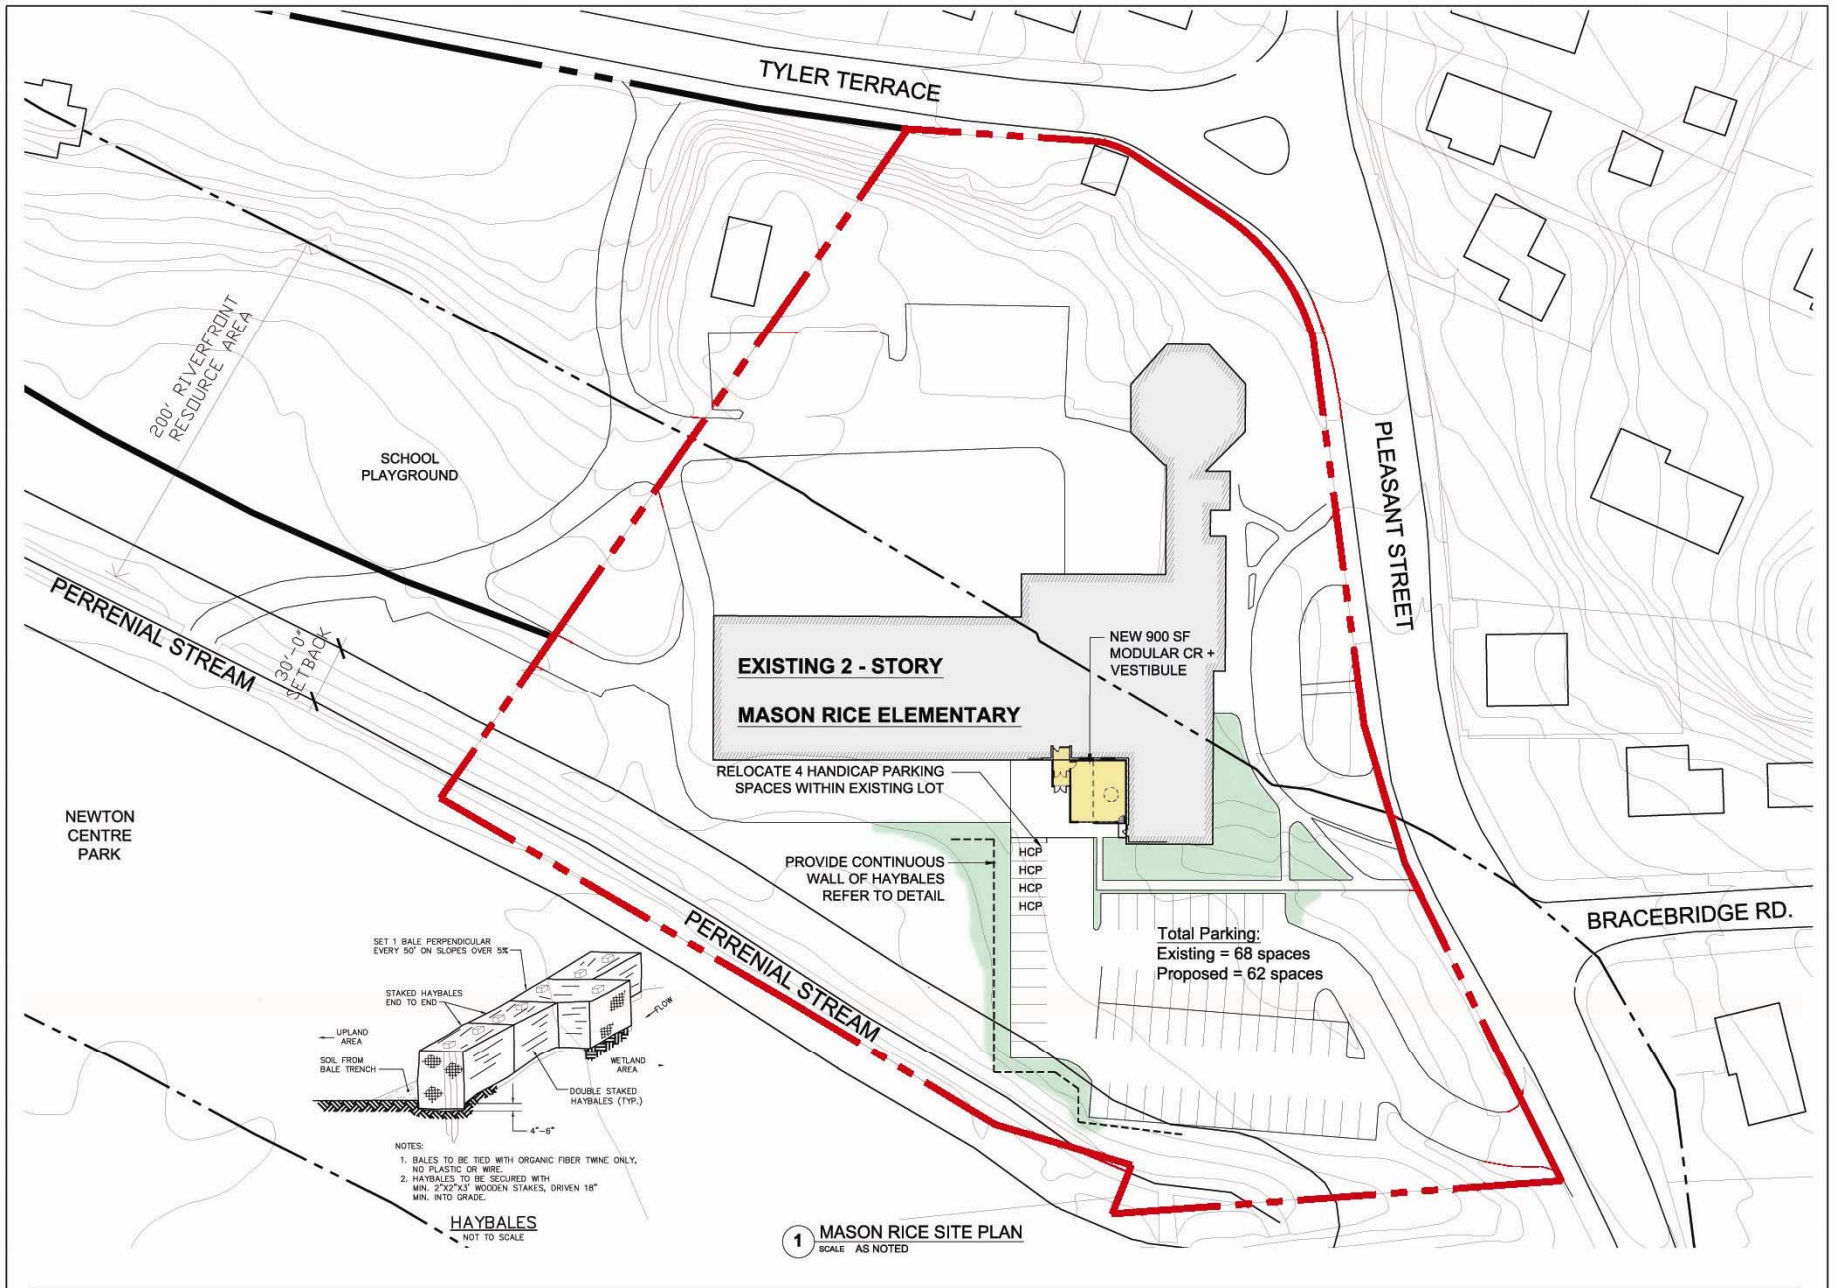 TYLER TERRACE
200' RIVERFRONT
RESOURCE AREA
SCHOOL
PLAYGROUND
PLEASANT STREET
PERRENIAL STREAM
30'-0"
SETBACK
NEW 900 SF
MODULAR CR +
VESTIBULE
EXISTING 2 - STORY
MASON RICE ELEMENTARY
RELOCATE 4 HANDICAP PARKING
SPACES WITHIN EXISTING LOT
NEWTON
CENTRE
PARK
PROVIDE CONTINUOUS
WALL OF HAYBALES
REFER TO DETAIL
HCP
HCP
HCP
HCP
BRACEBRIDGE RD.
PERRENIAL STREAM
Total Parking:
Existing = 68 spaces
Proposed = 62 spaces
SET 1 BALE PERPENDICULAR
EVERY 50' ON SLOPES OVER 5%
STAKED HAYBALES
END TO END
FLOW
UPLAND
AREA
SOIL FROM
BALE TRENCH
WETLAND
AREA
DOUBLE STAKED
HAYBALES (TYP.)
4"-6"
NOTES:
1. BALES TO BE TIED WITH ORGANIC FIBER TWINE ONLY,
NO PLASTIC OR WIRE.
2. HAYBALES TO BE SECURED WITH
MIN. 2"X2"X3' WOODEN STAKES, DRIVEN 18"
MIN. INTO GRADE.
HAYBALES
NOT TO SCALE
1 MASON RICE SITE PLAN
SCALE AS NOTED